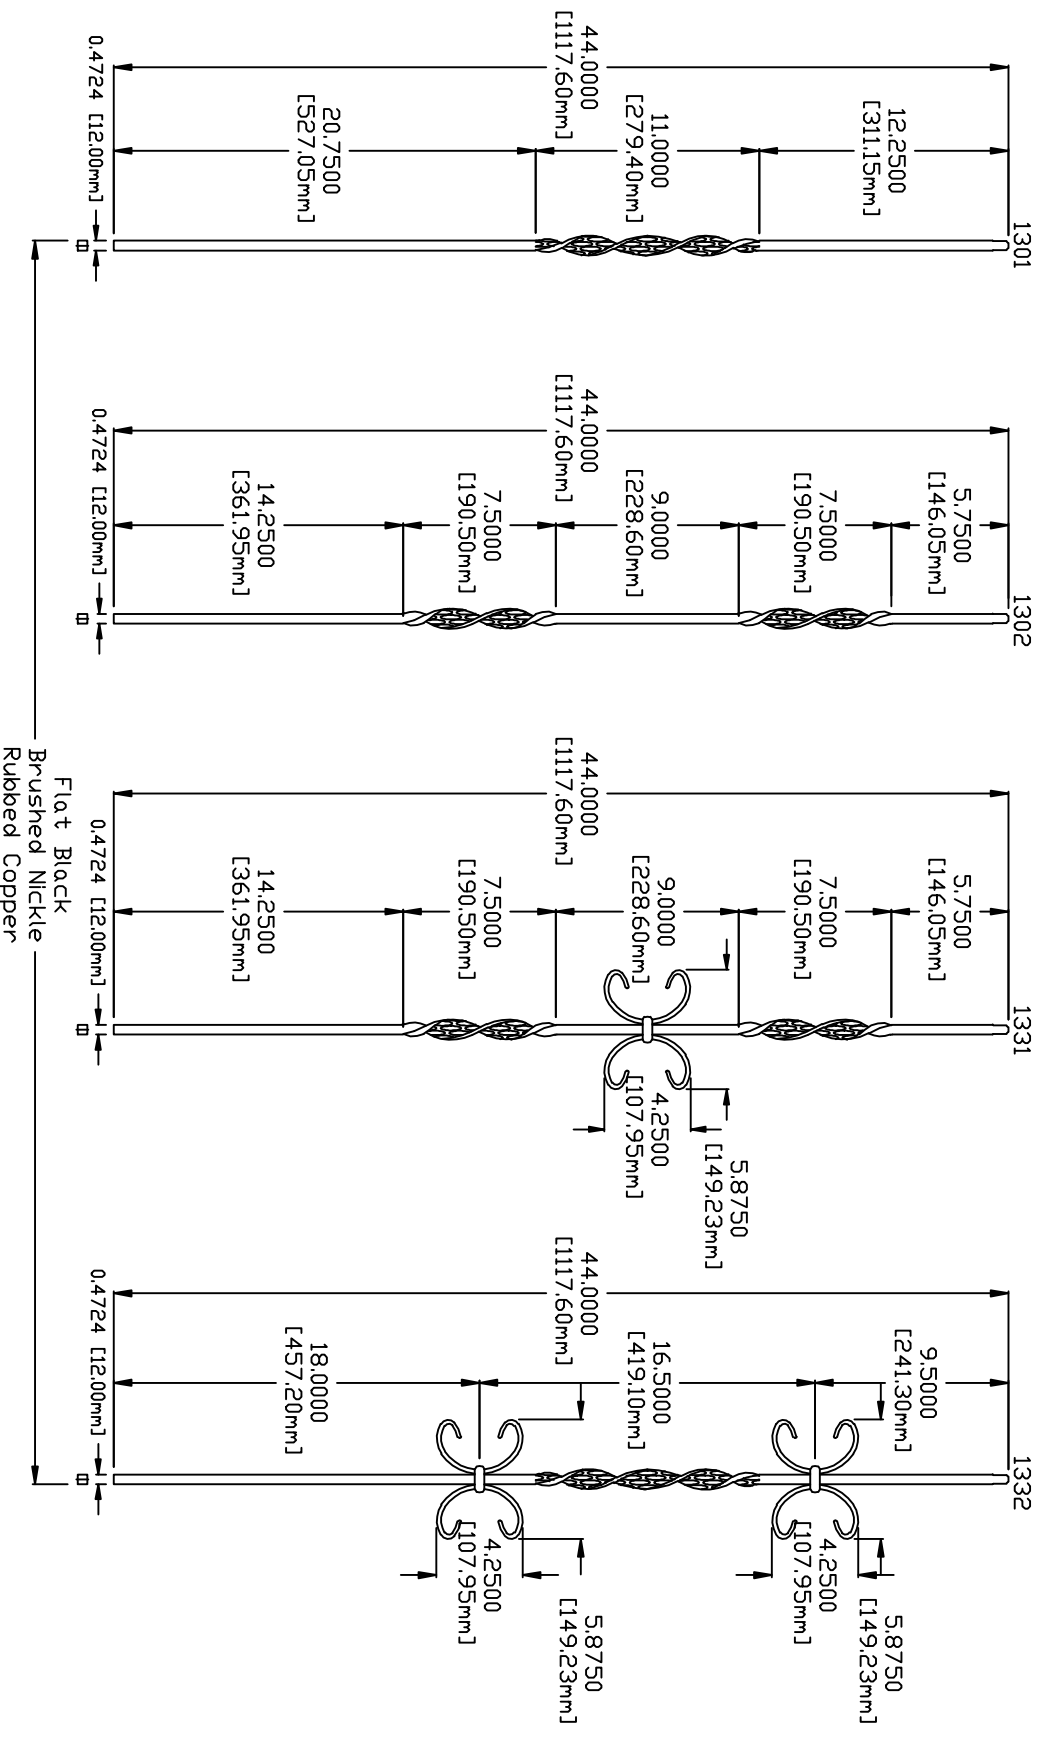 1301
44.0000
[1117.60mm]
12.2500
[311.15mm]
11.0000
[279.40mm]
20.7500
[527.05mm]
0.4724 [12.00mm]
1302
44.0000
[1117.60mm]
5.7500
[146.05mm]
7.5000
[190.50mm]
9.0000
[228.60mm]
7.5000
[190.50mm]
14.2500
[361.95mm]
0.4724 [12.00mm]
1331
44.0000
[1117.60mm]
5.7500
[146.05mm]
7.5000
[190.50mm]
9.0000
[228.60mm]
7.5000
[190.50mm]
14.2500
[361.95mm]
5.8750
[149.23mm]
4.2500
[107.95mm]
0.4724 [12.00mm]
1332
44.0000
[1117.60mm]
9.5000
[241.30mm]
16.5000
[419.10mm]
18.0000
[457.20mm]
5.8750
[149.23mm]
4.2500
[107.95mm]
5.8750
[149.23mm]
4.2500
[107.95mm]
0.4724 [12.00mm]
Flat Black
Brushed Nickle
Rubbed Copper